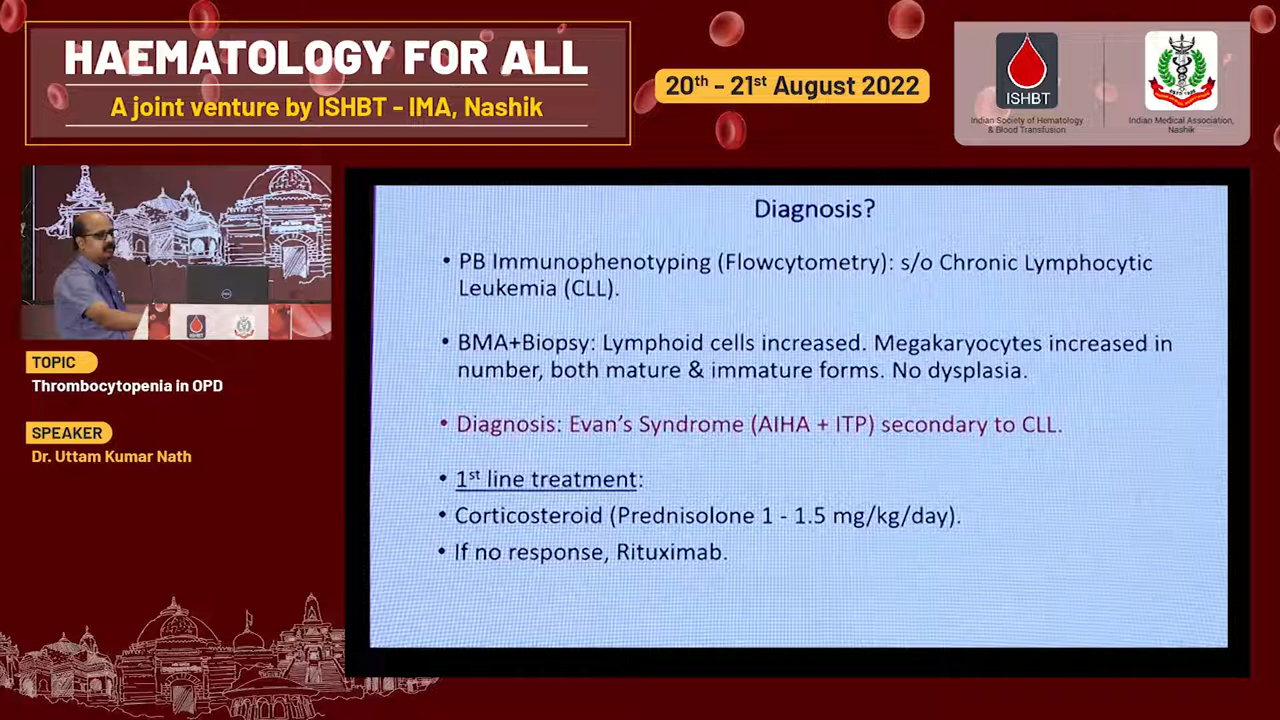 HAEMATOLOGY FOR ALL
A joint venture by ISHBT - IMA, Nashik
20th - 21st August 2022
ISHBT
Indian Society of Hematology
& Blood Transfusion
Indian Medical Association,
Nashik
TOPIC
Thrombocytopenia in OPD
SPEAKER
Dr. Uttam Kumar Nath
Diagnosis?
• PB Immunophenotyping (Flowcytometry): s/o Chronic Lymphocytic
Leukemia (CLL).
• BMA+Biopsy: Lymphoid cells increased. Megakaryocytes increased in
number, both mature & immature forms. No dysplasia.
• Diagnosis: Evan's Syndrome (AIHA + ITP) secondary to CLL.
• 1st line treatment:
• Corticosteroid (Prednisolone 1 - 1.5 mg/kg/day).
• If no response, Rituximab.